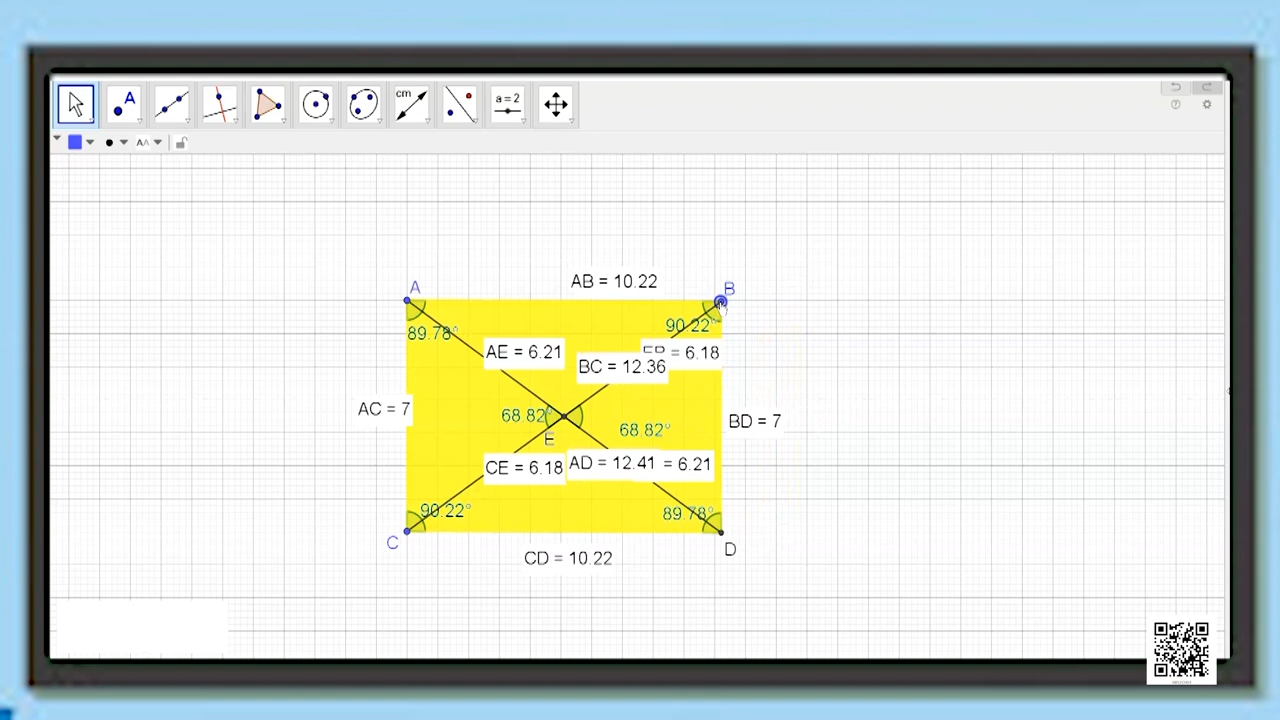 A
cm
a = 2
AA
AB = 10.22
A
B
89.78°
90.22°
AE = 6.21
= 6.18
BC = 12.36
AC = 7
68.82°
68.82°
BD = 7
E
CE = 6.18
AD = 12.41
= 6.21
90.22°
89.78°
C
D
CD = 10.22